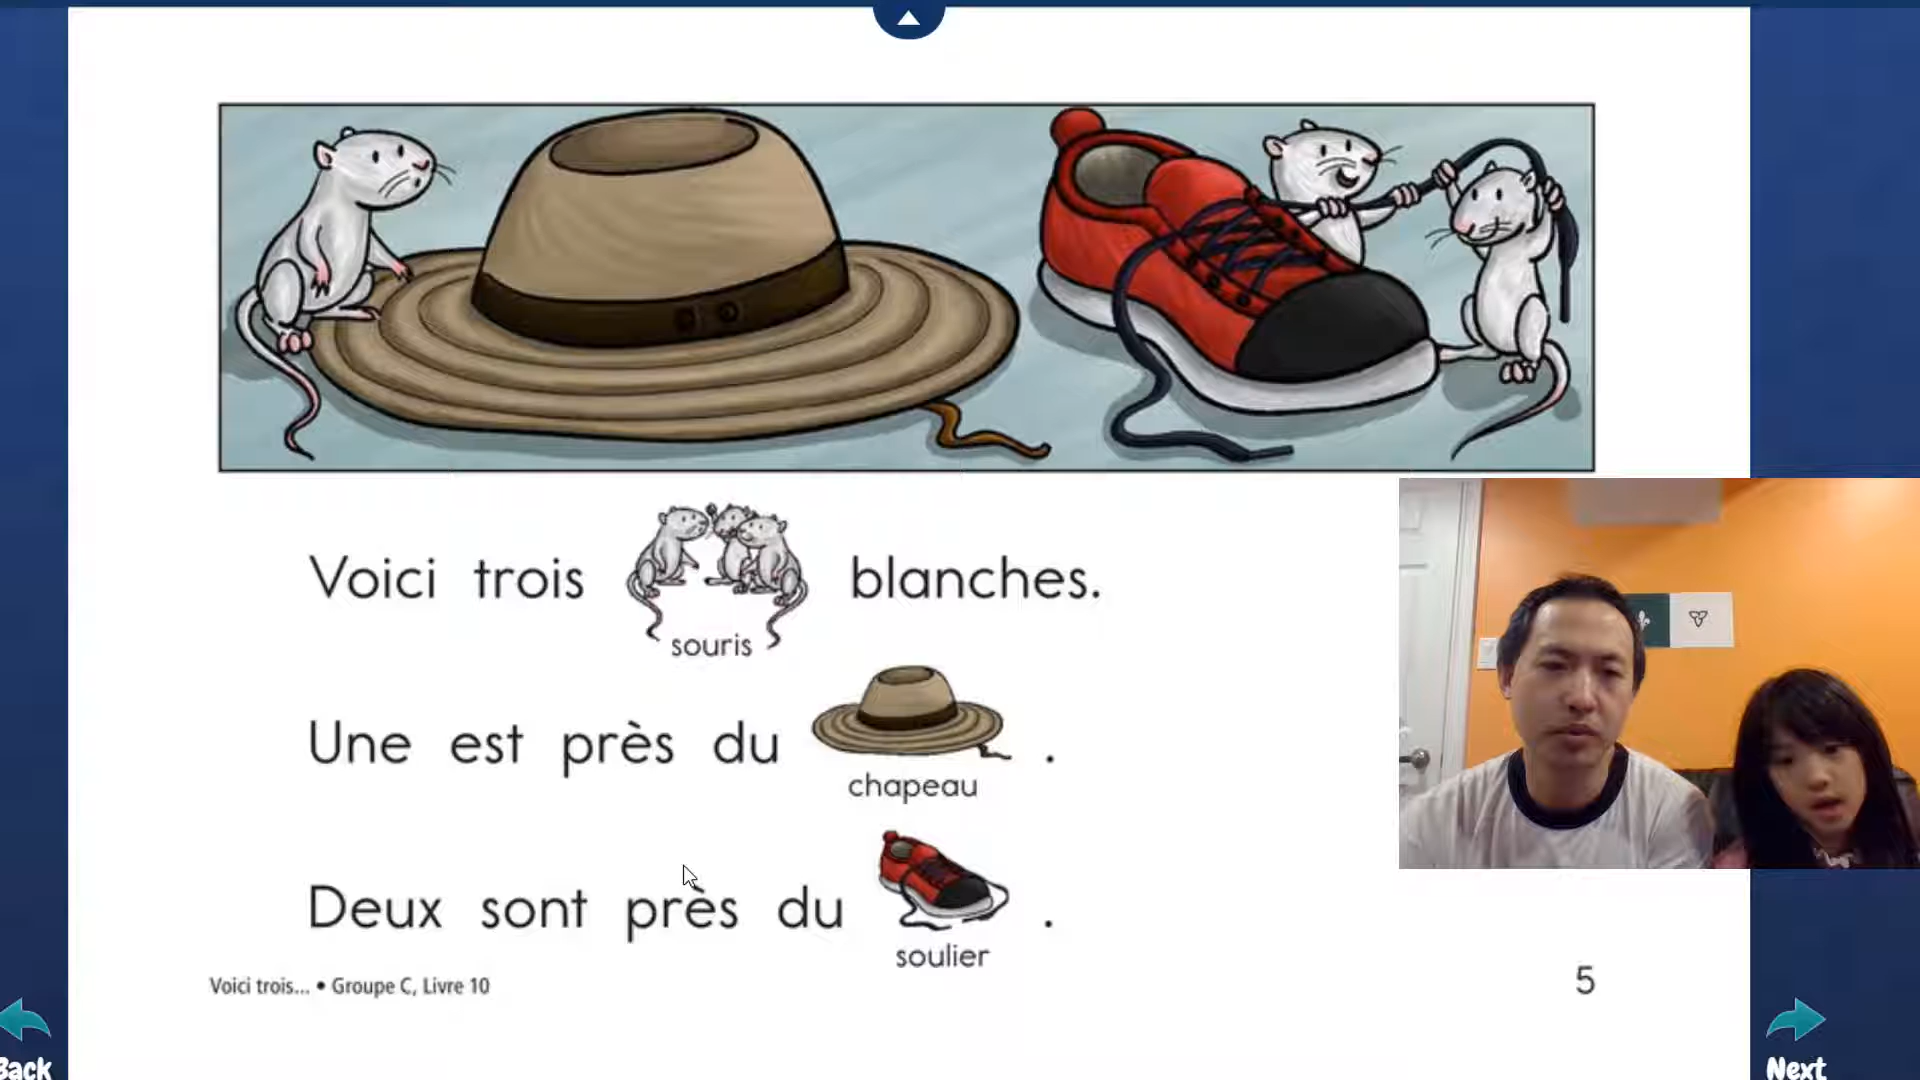 Voici trois souris blanches.
Une est près du chapeau.
Deux sont près du soulier.
Voici trois... • Groupe C, Livre 10
5
Back
Next